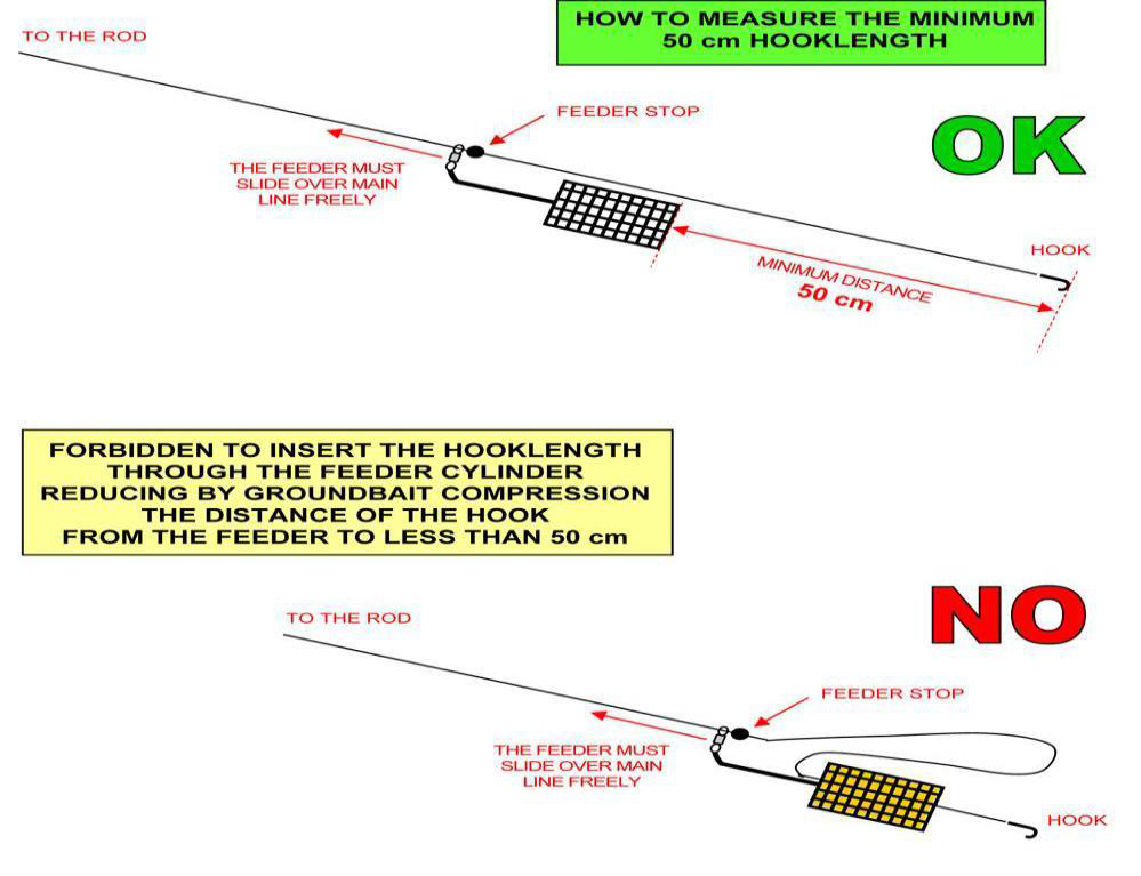 HOW TO MEASURE THE MINIMUM
50 cm HOOKLENGTH
TO THE ROD
FEEDER STOP
OK
THE FEEDER MUST
SLIDE OVER MAIN
LINE FREELY
HOOK
MINIMUM DISTANCE
50 cm
FORBIDDEN TO INSERT THE HOOKLENGTH
THROUGH THE FEEDER CYLINDER
REDUCING BY GROUNDBAIT COMPRESSION
THE DISTANCE OF THE HOOK
FROM THE FEEDER TO LESS THAN 50 cm
NO
TO THE ROD
FEEDER STOP
THE FEEDER MUST
SLIDE OVER MAIN
LINE FREELY
HOOK